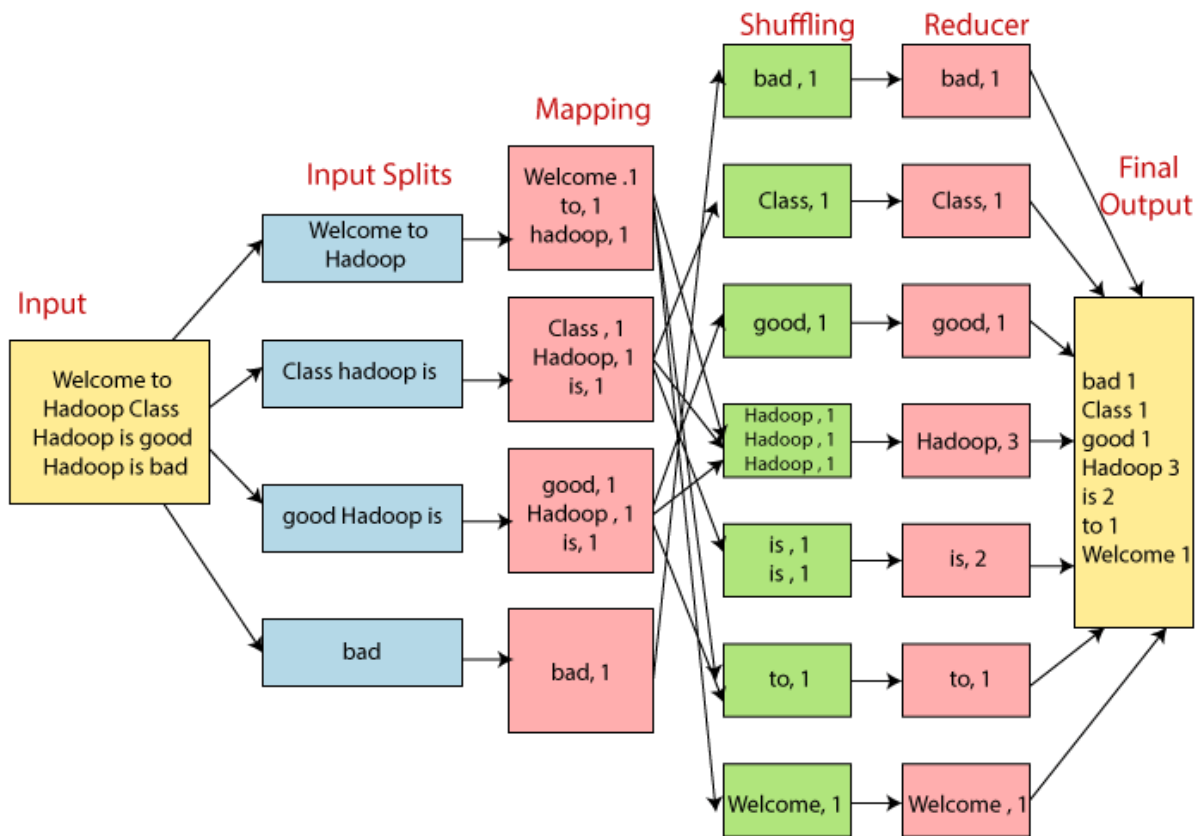 Input
Welcome to
Hadoop Class
Hadoop is good
Hadoop is bad
Input Splits
Welcome to
Hadoop
Class hadoop is
good Hadoop is
bad
Mapping
Welcome .1
to, 1
hadoop, 1
Class , 1
Hadoop, 1
is, 1
good, 1
Hadoop , 1
is, 1
bad, 1
Shuffling
bad , 1
Class, 1
good, 1
Hadoop , 1
Hadoop , 1
Hadoop , 1
is , 1
is , 1
to, 1
Welcome, 1
Reducer
bad, 1
Class, 1
good, 1
Hadoop, 3
is, 2
to, 1
Welcome , 1
Final
Output
bad 1
Class 1
good 1
Hadoop 3
is 2
to 1
Welcome 1